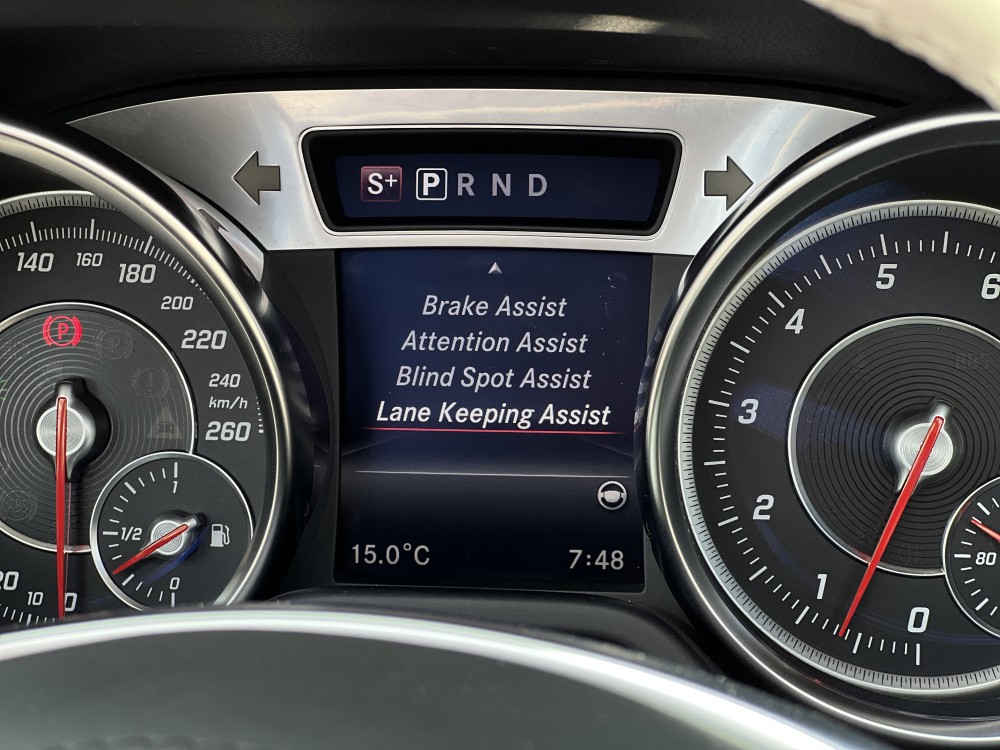 S+ P R N D
Brake Assist
Attention Assist
Blind Spot Assist
Lane Keeping Assist
15.0°C 7:48
140 160 180
200
220
240
km/h
260
P
1
1/2
0
20 10 0
6
5
4
3
2
1
0
80